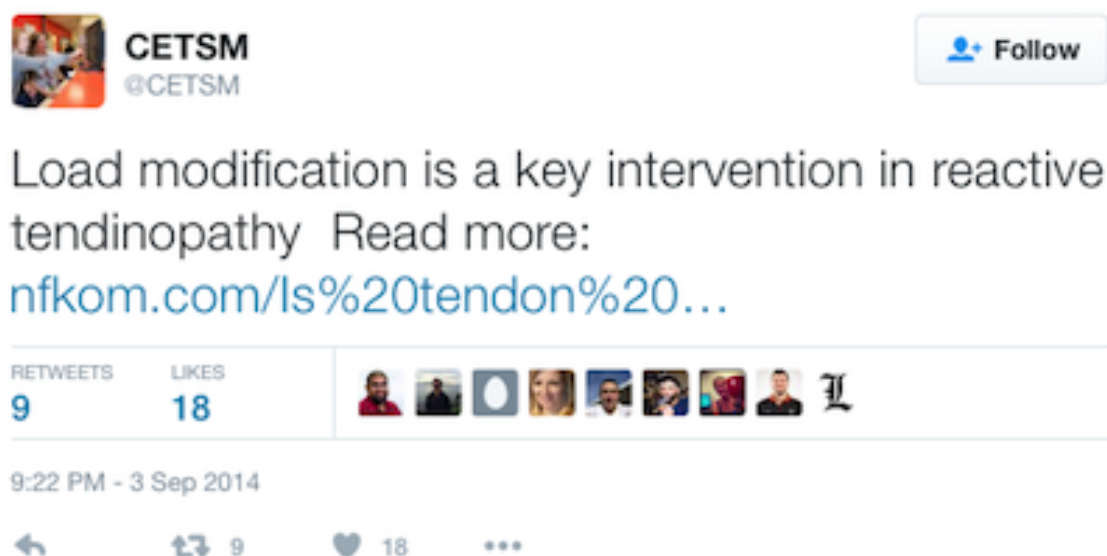 CETSM
@CETSM
Follow
Load modification is a key intervention in reactive
tendinopathy Read more:
nfkom.com/Is%20tendon%20...
RETWEETS LIKES
9 18
L
9:22 PM - 3 Sep 2014
9 18